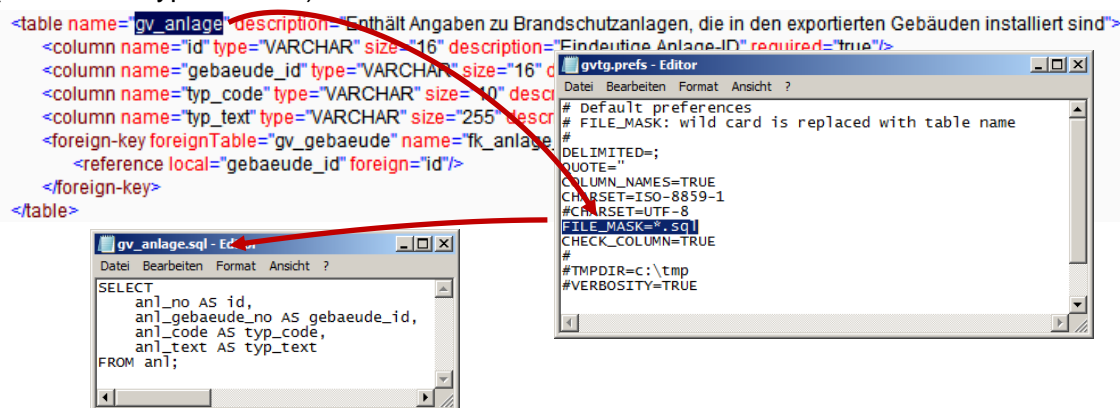 <table name="gv_anlage" description="Enthält Angaben zu Brandschutzanlagen, die in den exportierten Gebäuden installiert sind">
<column name="id" type="VARCHAR" size="16" description="Eindeutige Anlage-ID" required="true"/>
<column name="gebaeude_id" type="VARCHAR" size="16"
<column name="typ_code" type="VARCHAR" size="10"
<column name="typ_text" type="VARCHAR" size="255"
<foreign-key foreignTable="gv_gebaeude" name="fk_anlage_
<reference local="gebaeude_id" foreign="id"/>
</foreign-key>
</table>
gvtg.prefs - Editor
Datei Bearbeiten Format Ansicht ?
# Default preferences
# FILE_MASK: wild card is replaced with table name
#
DELIMITED=;
QUOTE="
COLUMN_NAMES=TRUE
CHARSET=ISO-8859-1
#CHARSET=UTF-8
FILE_MASK=*.sql
CHECK_COLUMN=TRUE
#
#TMPDIR=c:\tmp
#VERBOSITY=TRUE
gv_anlage.sql - Editor
Datei Bearbeiten Format Ansicht ?
SELECT
anl_no AS id,
anl_gebaeude_no AS gebaeude_id,
anl_code AS typ_code,
anl_text AS typ_text
FROM anl;